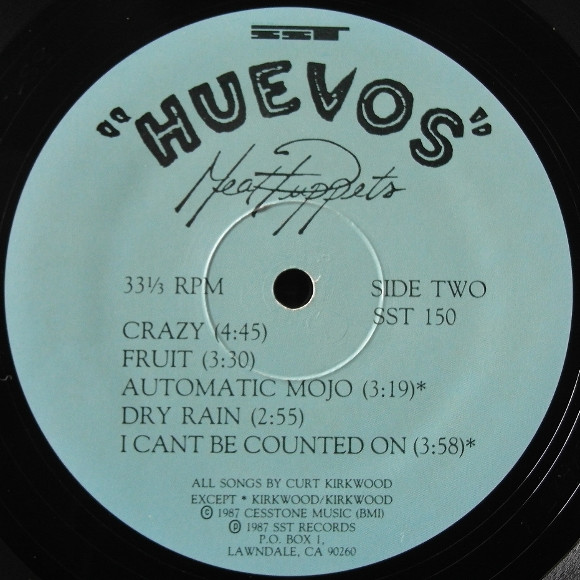 SST
"HUEVOS"
Meat Puppets
33⅓ RPM
SIDE TWO
SST 150
CRAZY (4:45)
FRUIT (3:30)
AUTOMATIC MOJO (3:19)*
DRY RAIN (2:55)
I CANT BE COUNTED ON (3:58)*
ALL SONGS BY CURT KIRKWOOD
EXCEPT * KIRKWOOD/KIRKWOOD
© 1987 CESSTONE MUSIC (BMI)
℗ 1987 SST RECORDS
P.O. BOX 1,
LAWNDALE, CA 90260